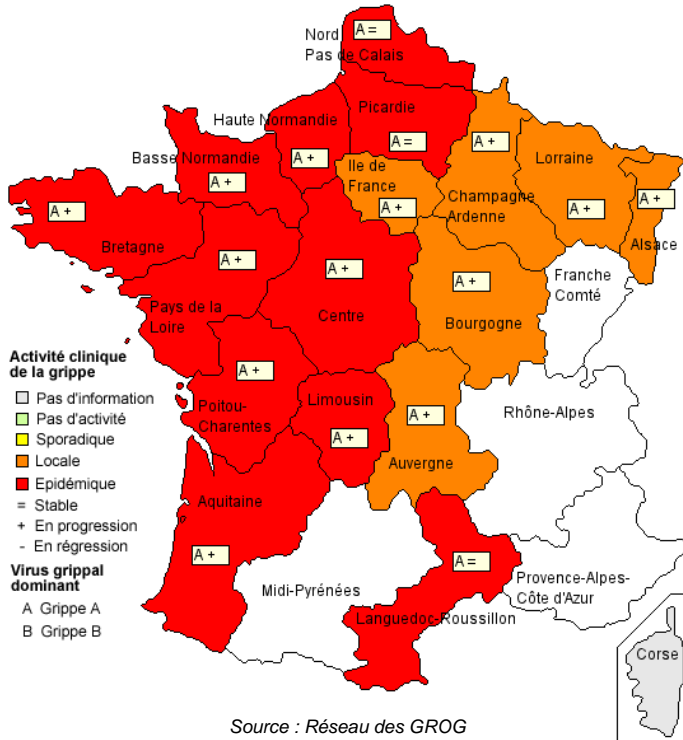 A =
Nord
Pas de Calais
Picardie
Haute Normandie
A =
A +
Lorraine
Basse Normandie
A +
Ile de
France
A +
A +
Champagne
Ardenne
A +
A +
A +
Bretagne
Alsace
A +
A +
A +
Franche
Comté
Pays de la
Loire
Centre
Bourgogne
Activité clinique
de la grippe
Pas d'information
Pas d'activité
Sporadique
Locale
Epidémique
= Stable
+ En progression
- En régression
Virus grippal
dominant
A Grippe A
B Grippe B
A +
Poitou-
Charentes
Limousin
A +
A +
Auvergne
Rhône-Alpes
Aquitaine
A +
Midi-Pyrénées
A =
Languedoc-Roussillon
Provence-Alpes-
Côte d'Azur
Corse
Source : Réseau des GROG